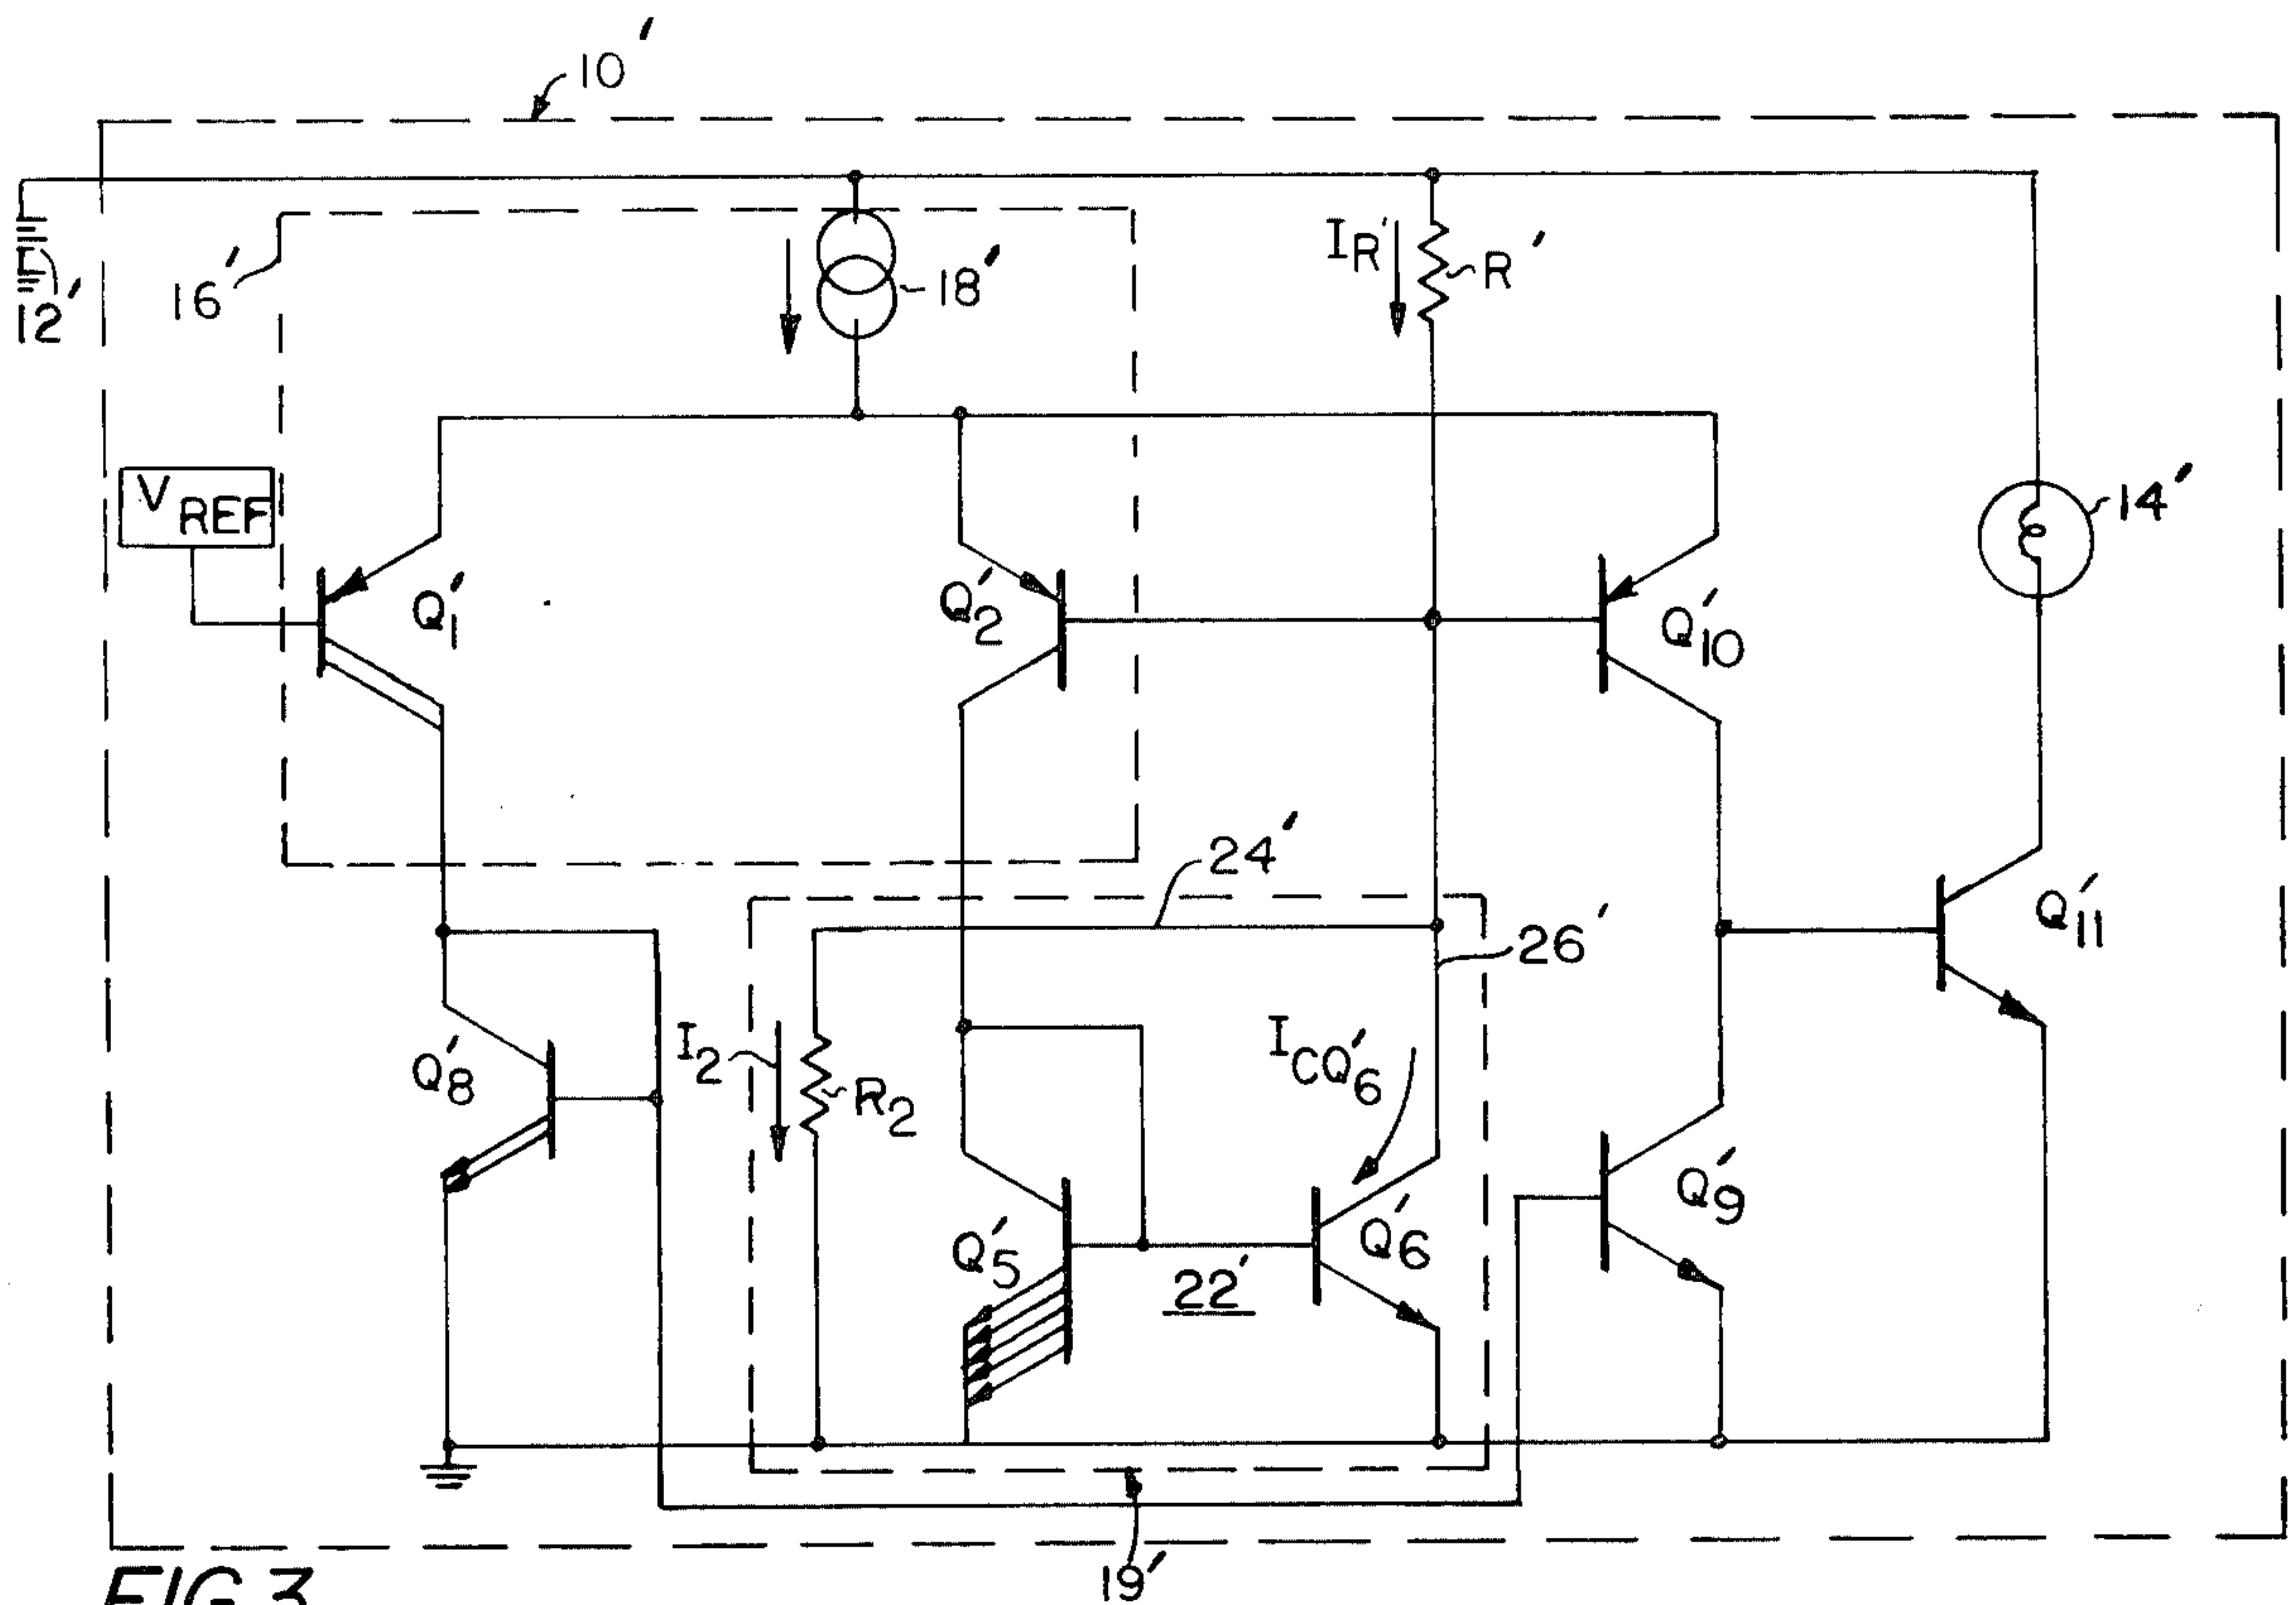 10'
I_R'
R'
18'
16'
12'
V_REF
14'
Q'_1
Q'_2
Q'_10
24'
Q'_11
26'
I_2
R_2
I_CQ'_6
Q'_8
Q'_9
Q'_5
Q'_6
22'
19'
FIG.3